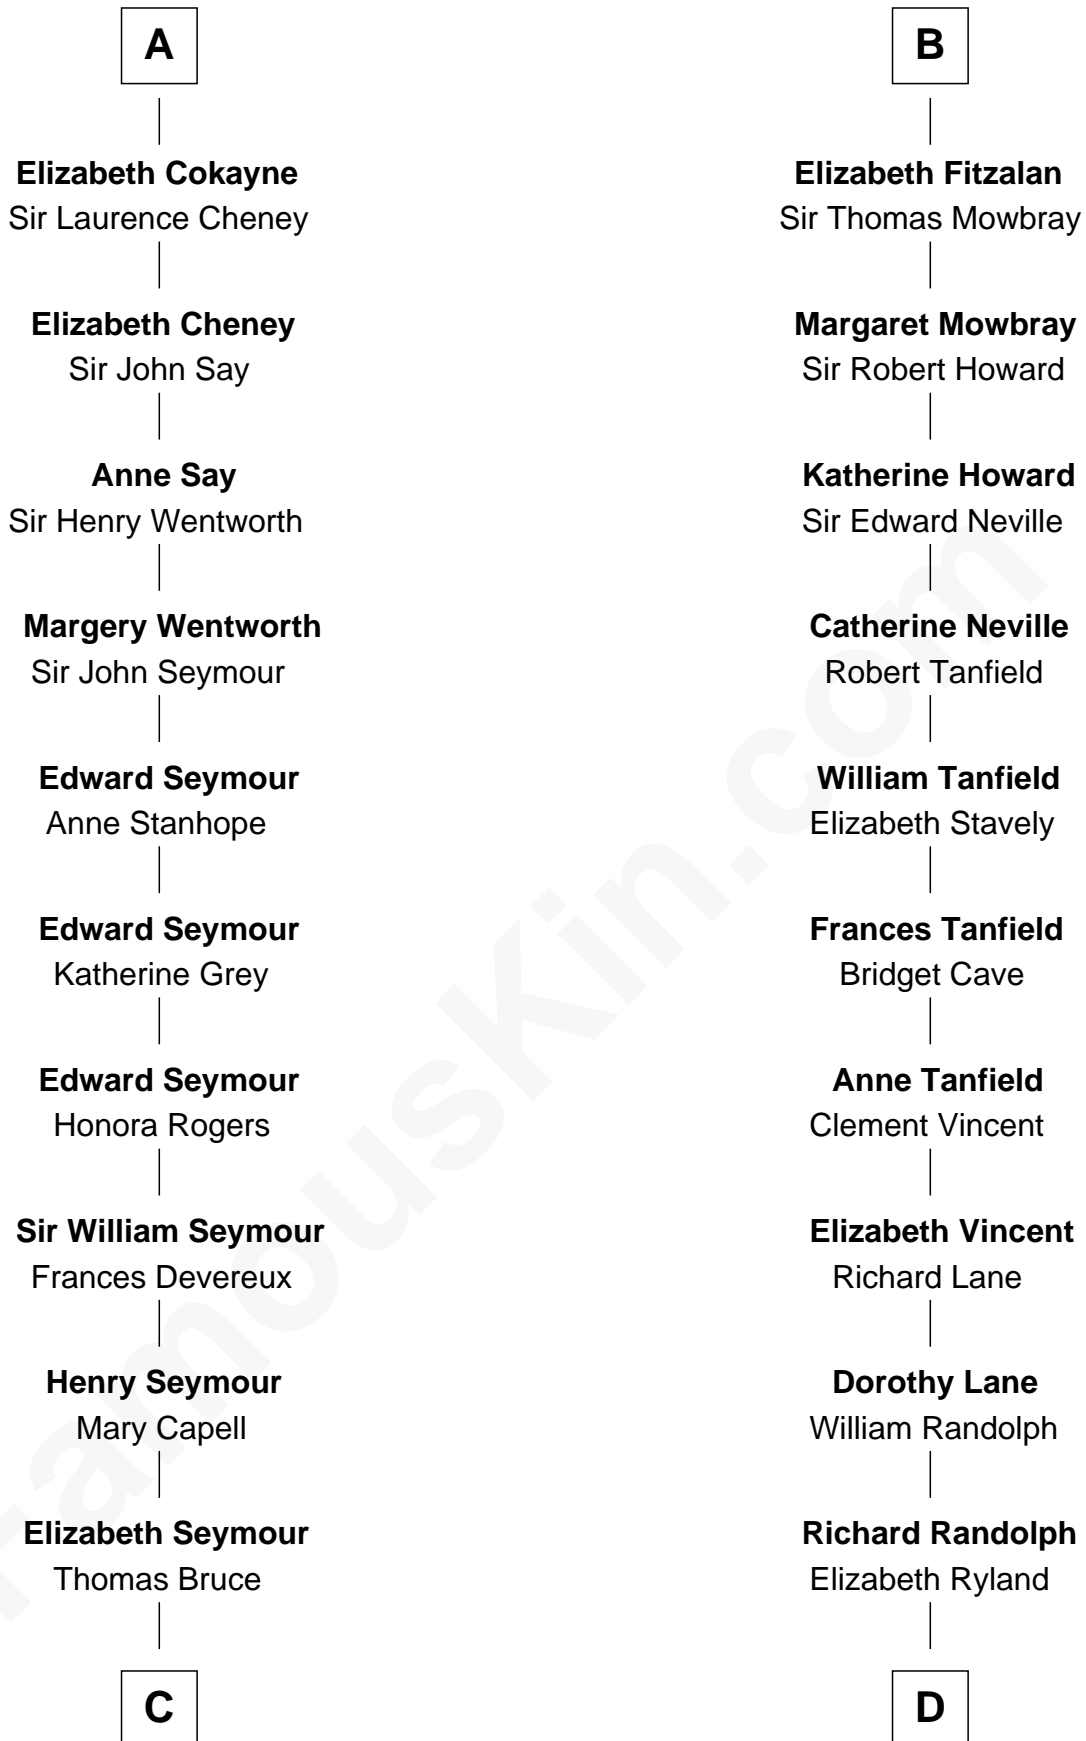 A
Elizabeth Cokayne
Sir Laurence Cheney
Elizabeth Cheney
Sir John Say
Anne Say
Sir Henry Wentworth
Margery Wentworth
Sir John Seymour
Edward Seymour
Anne Stanhope
Edward Seymour
Katherine Grey
Edward Seymour
Honora Rogers
Sir William Seymour
Frances Devereux
Henry Seymour
Mary Capell
Elizabeth Seymour
Thomas Bruce
C
B
Elizabeth Fitzalan
Sir Thomas Mowbray
Margaret Mowbray
Sir Robert Howard
Katherine Howard
Sir Edward Neville
Catherine Neville
Robert Tanfield
William Tanfield
Elizabeth Stavely
Frances Tanfield
Bridget Cave
Anne Tanfield
Clement Vincent
Elizabeth Vincent
Richard Lane
Dorothy Lane
William Randolph
Richard Randolph
Elizabeth Ryland
D
FamousKin.com